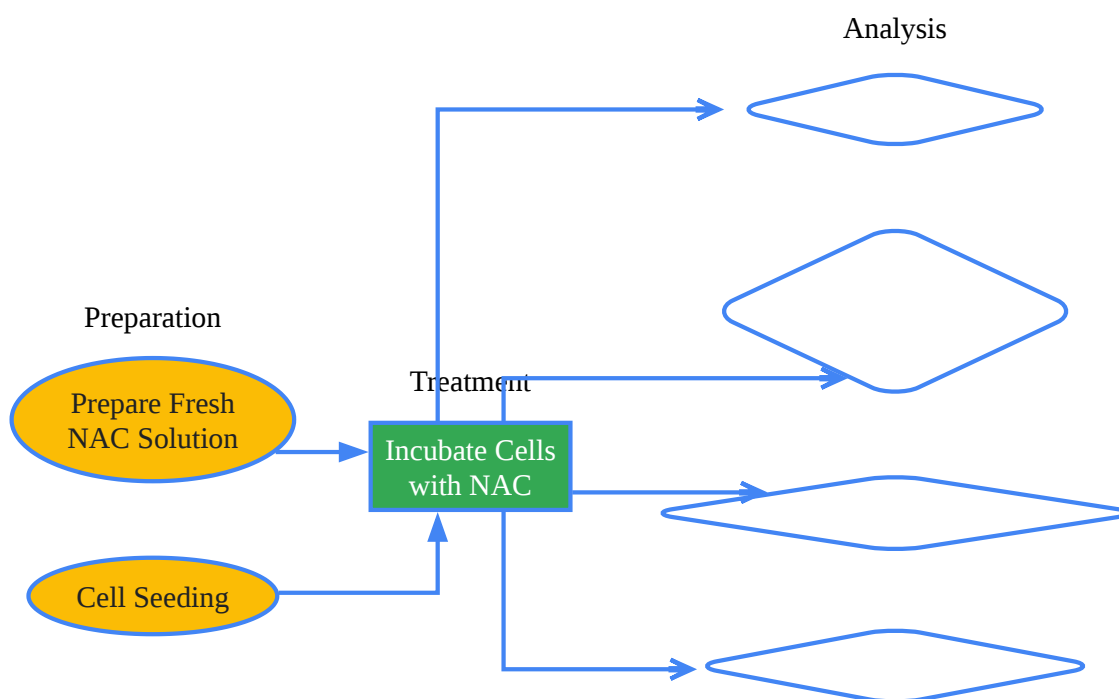 Analysis
Preparation
Prepare Fresh
NAC Solution
Treatment
Incubate Cells
with NAC
Cell Seeding